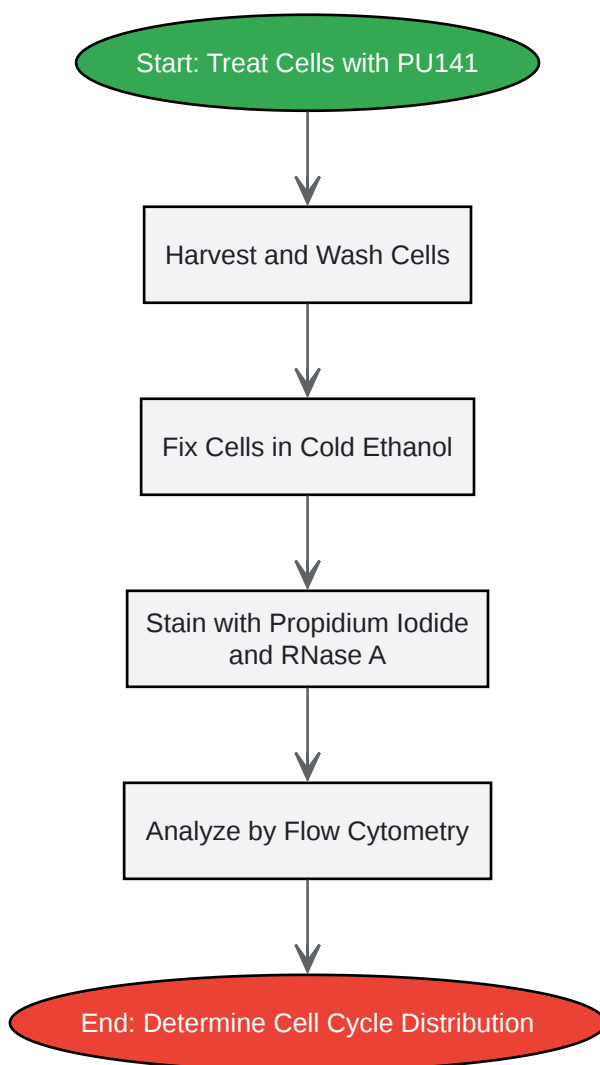 Start: Treat Cells with PU141
Harvest and Wash Cells
Fix Cells in Cold Ethanol
Stain with Propidium Iodide
and RNase A
Analyze by Flow Cytometry
End: Determine Cell Cycle Distribution